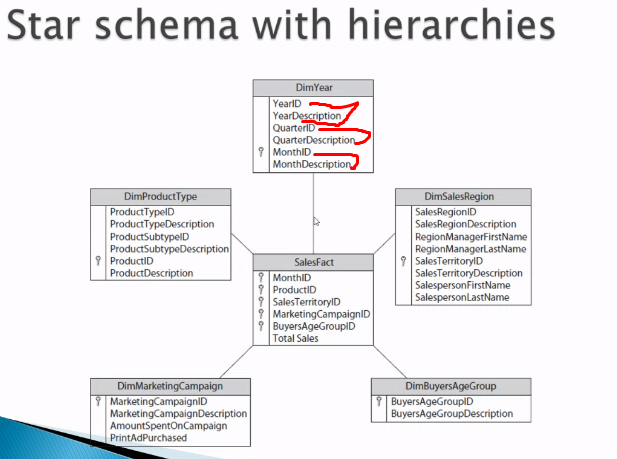 Star schema with hierarchies
DimYear
YearID
YearDescription
QuarterID
QuarterDescription
MonthID
MonthDescription
DimProductType
ProductTypeID
ProductTypeDescription
ProductSubtypeID
ProductSubtypeDescription
ProductID
ProductDescription
DimSalesRegion
SalesRegionID
SalesRegionDescription
RegionManagerFirstName
RegionManagerLastName
SalesTerritoryID
SalesTerritoryDescription
SalespersonFirstName
SalespersonLastName
SalesFact
MonthID
ProductID
SalesTerritoryID
MarketingCampaignID
BuyersAgeGroupID
Total Sales
DimMarketingCampaign
MarketingCampaignID
MarketingCampaignDescription
AmountSpentOnCampaign
PrintAdPurchased
DimBuyersAgeGroup
BuyersAgeGroupID
BuyersAgeGroupDescription